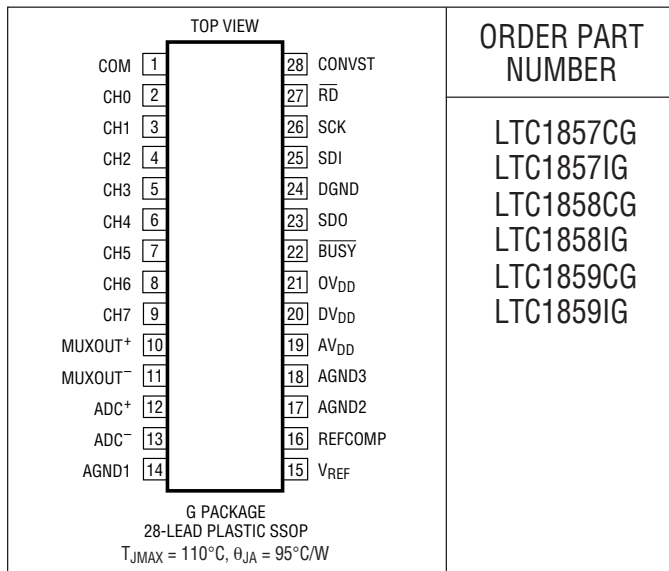 TOP VIEW
COM 1 28 CONVST
CH0 2 27 R̅D̅
CH1 3 26 SCK
CH2 4 25 SDI
CH3 5 24 DGND
CH4 6 23 SDO
CH5 7 22 B̅U̅S̅Y̅
CH6 8 21 OVDD
CH7 9 20 DVDD
MUXOUT⁺ 10 19 AVDD
MUXOUT⁻ 11 18 AGND3
ADC⁺ 12 17 AGND2
ADC⁻ 13 16 REFCOMP
AGND1 14 15 VREF
G PACKAGE
28-LEAD PLASTIC SSOP
TJMAX = 110°C, θJA = 95°C/W
ORDER PART
NUMBER
LTC1857CG
LTC1857IG
LTC1858CG
LTC1858IG
LTC1859CG
LTC1859IG